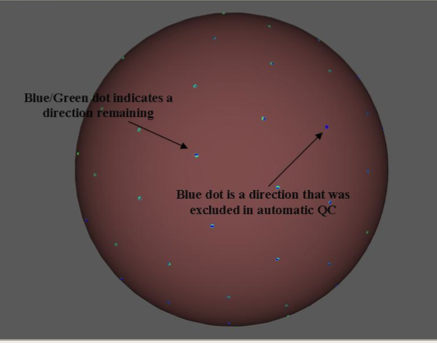 Blue/Green dot indicates a
direction remaining
Blue dot is a direction that was
excluded in automatic QC